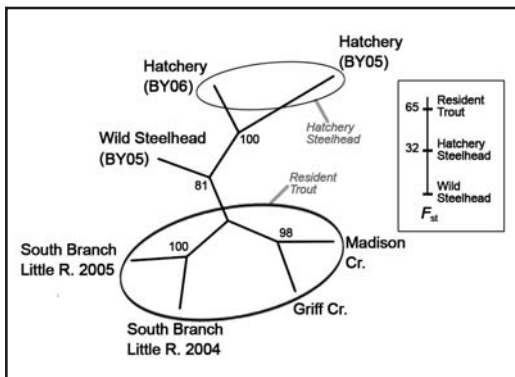 Hatchery
(BY05)
Hatchery
(BY06)
100
Hatchery
Steelhead
Wild Steelhead
(BY05)
81
Resident
Trout
100
98
South Branch
Little R. 2005
Madison
Cr.
Griff Cr.
South Branch
Little R. 2004
65 Resident
Trout
32 Hatchery
Steelhead
Wild
Steelhead
Fst